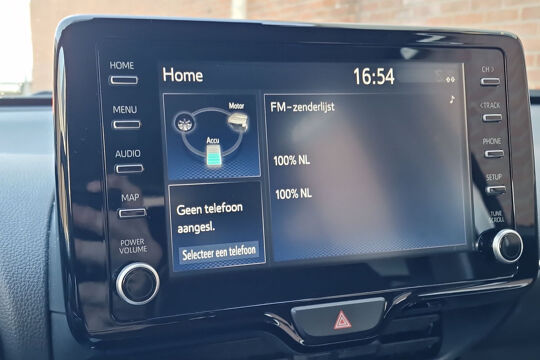 HOME
MENU
AUDIO
MAP
POWER
VOLUME
Home
16:54
Motor
Accu
Geen telefoon
aangesl.
Selecteer een telefoon
FM-zenderlijst
100% NL
100% NL
CH >
<TRACK
PHONE
SETUP
TUNE
SCROLL